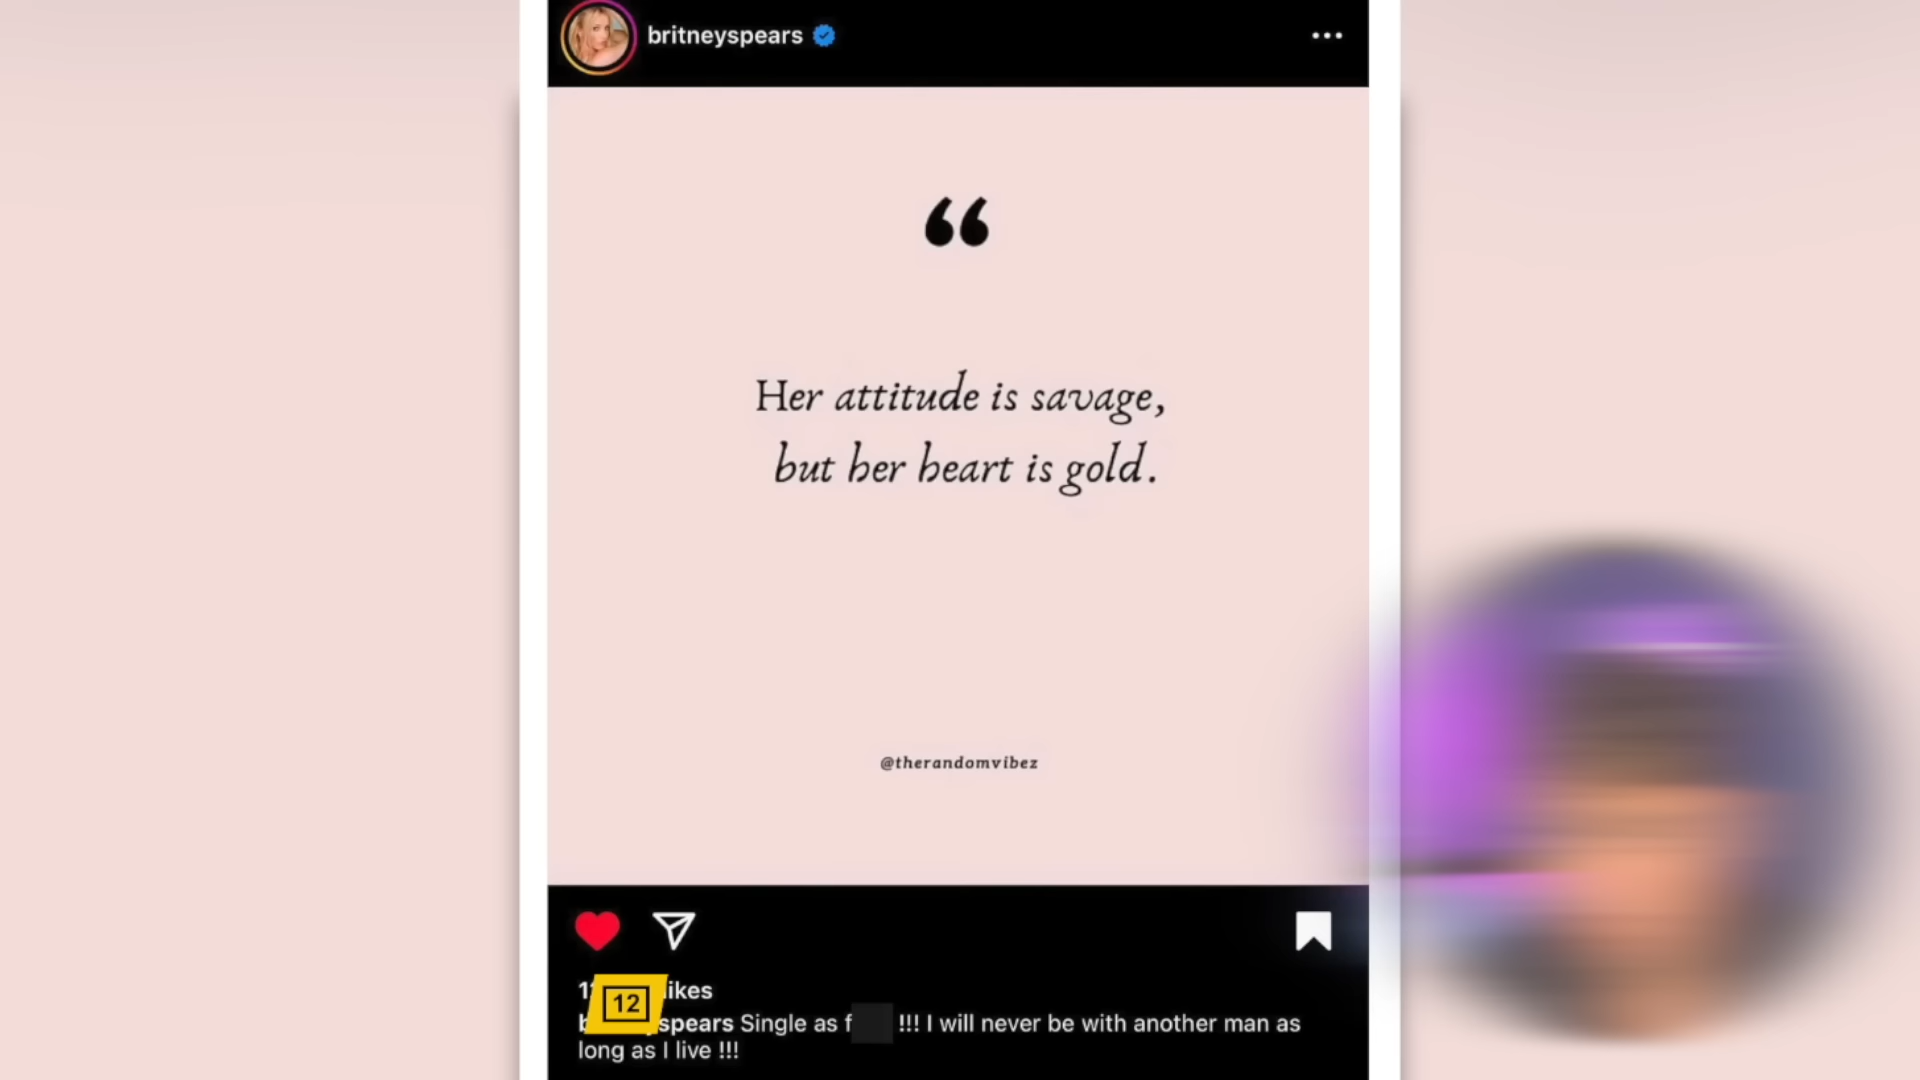 britneyspears
“
Her attitude is savage,
but her heart is gold.
@therandomvibez
likes
12
spears Single as f !!! I will never be with another man as
long as I live !!!